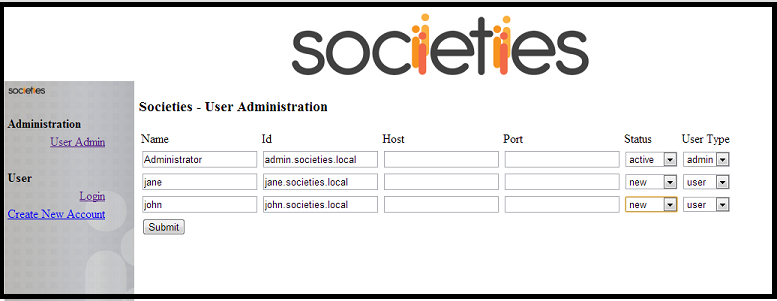 societies
societies
Administration
User Admin
User
Login
Create New Account
Societies - User Administration
Name Id Host Port Status User Type
Administrator admin.societies.local active admin
jane jane.societies.local new user
john john.societies.local new user
Submit